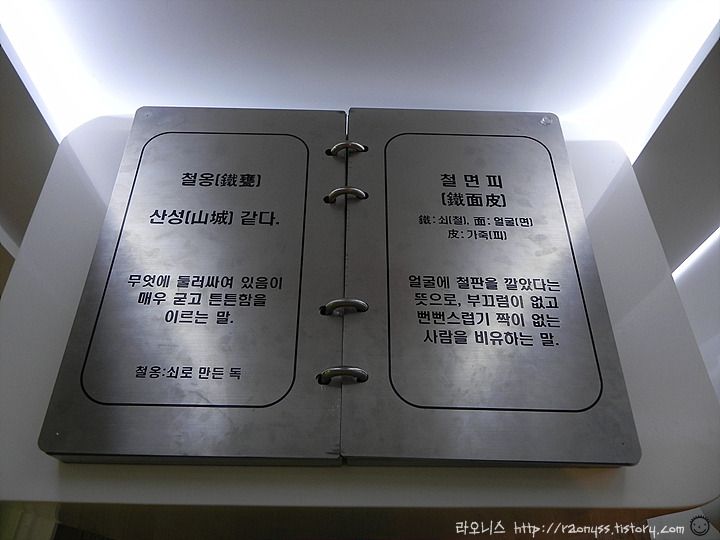 철옹[鐵甕]
산성[山城] 같다.
무엇에 둘러싸여 있음이
매우 굳고 튼튼함을
이르는 말.
철옹:쇠로 만든 독
철면피
[鐵面皮]
鐵:쇠[철], 面:얼굴[면]
皮:가죽[피]
얼굴에 철판을 깔았다는
뜻으로, 부끄럼이 없고
뻔뻔스럽기 짝이 없는
사람을 비유하는 말.
라오니스 http://raonyss.tistory.com